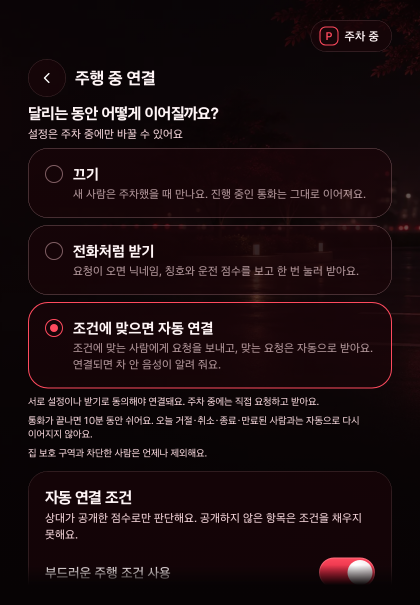 P 주차 중
주행 중 연결
달리는 동안 어떻게 이어질까요?
설정은 주차 중에만 바꿀 수 있어요
끄기
새 사람은 주차했을 때 만나요. 진행 중인 통화는 그대로 이어져요.
전화처럼 받기
요청이 오면 닉네임, 칭호와 운전 점수를 보고 한 번 눌러 받아요.
조건에 맞으면 자동 연결
조건에 맞는 사람에게 요청을 보내고, 맞는 요청은 자동으로 받아요.
연결되면 차 안 음성이 알려 줘요.
서로 설정이나 받기로 동의해야 연결돼요. 주차 중에는 직접 요청하고 받아요.
통화가 끝나면 10분 동안 쉬어요. 오늘 거절·취소·종료·만료된 사람과는 자동으로 다시
이어지지 않아요.
집 보호 구역과 차단한 사람은 언제나 제외해요.
자동 연결 조건
상대가 공개한 점수로만 판단해요. 공개하지 않은 항목은 조건을 채우지
못해요.
부드러운 주행 조건 사용